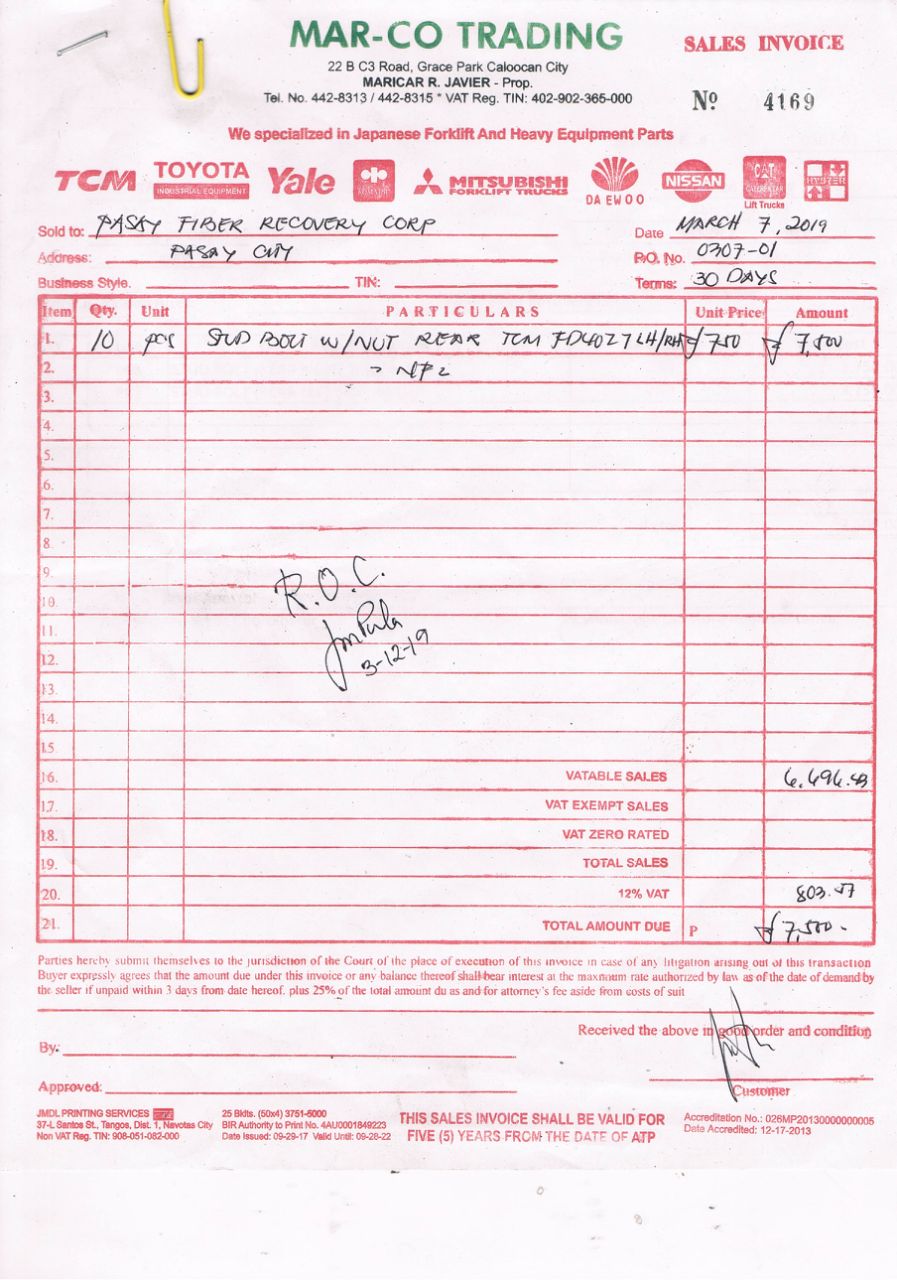 MAR-CO TRADING
SALES INVOICE
22 B C3 Road, Grace Park Caloocan City
MARICAR R. JAVIER - Prop.
Tel. No. 442-8313 / 442-8315 * VAT Reg. TIN: 402-902-365-000
Nº 4169
We specialized in Japanese Forklift And Heavy Equipment Parts
TCM TOYOTA INDUSTRIAL EQUIPMENT Yale KOMATSU MITSUBISHI FORKLIFT TRUCKS DAEWOO NISSAN CAT CATERPILLAR Lift Trucks HYSTER
Sold to: PASAY FIBER RECOVERY CORP Date MARCH 7, 2019
Address: PASAY CITY P.O. No. 0307-01
Business Style. TIN: Terms: 30 DAYS
Item Qty. Unit PARTICULARS Unit Price Amount
1. 10 pcs STUD BOLT W/NUT REAR TCM FD40Z7 LH/RH 750 7,500
2.
3.
4.
5.
6.
7.
8.
9.
10.
R.O.C.
11.
12. 3-12-19
13.
14.
15.
16. VATABLE SALES 6,696.43
17. VAT EXEMPT SALES
18. VAT ZERO RATED
19. TOTAL SALES
20. 12% VAT 803.57
21. TOTAL AMOUNT DUE P 7,500.-
Parties hereby submit themselves to the jurisdiction of the Court of the place of execution of this invoice in case of any litigation arising out of this transaction
Buyer expressly agrees that the amount due under this invoice or any balance thereof shall bear interest at the maximum rate authorized by law as of the date of demand by
the seller if unpaid within 3 days from date hereof. plus 25% of the total amount du as and for attorney's fee aside from costs of suit
Received the above in good order and condition
By:
Approved:
Customer
JMDL PRINTING SERVICES
37-L Santos St., Tangos, Dist. 1, Navotas City
Non VAT Reg. TIN: 908-051-082-000
25 Bklts. (50x4) 3751-5000
BIR Authority to Print No. 4AU0001849223
Date Issued: 09-29-17 Valid Until: 09-28-22
THIS SALES INVOICE SHALL BE VALID FOR
FIVE (5) YEARS FROM THE DATE OF ATP
Accreditation No.: 026MP20130000000005
Date Accredited: 12-17-2013